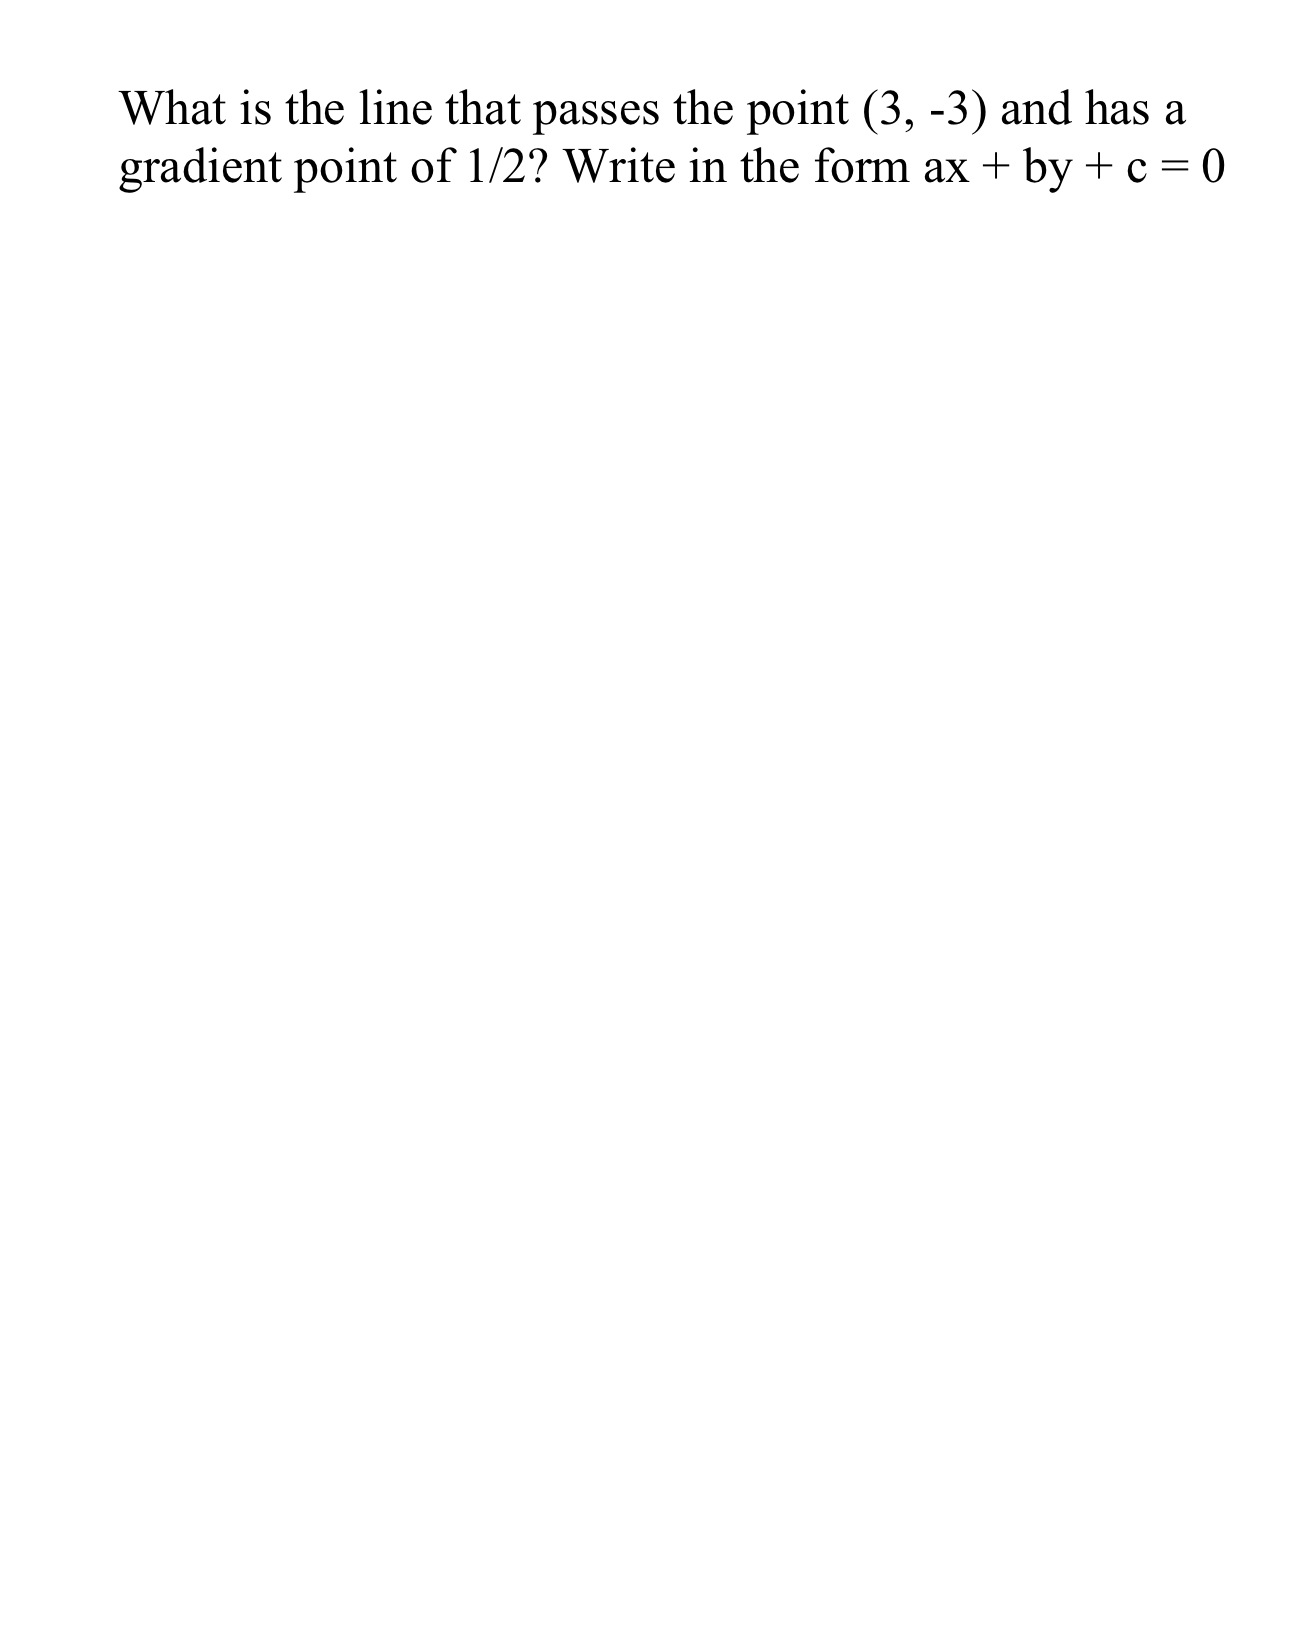 What is the line that passes the point (3, -3) and has a
gradient point of 1/2? Write in the form ax + by + c = 0